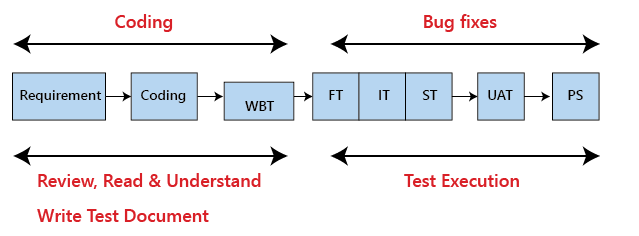 Coding
Bug fixes
Requirement
Coding
WBT
FT
IT
ST
UAT
PS
Review, Read & Understand
Write Test Document
Test Execution